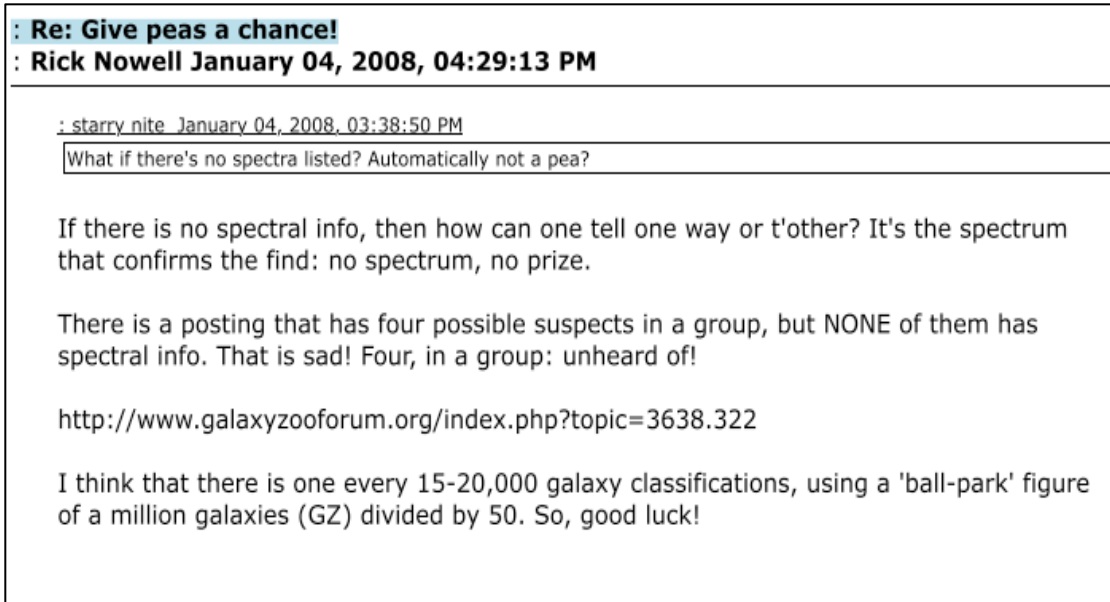 : Re: Give peas a chance!
: Rick Nowell January 04, 2008, 04:29:13 PM
: starry nite  January 04, 2008, 03:38:50 PM
What if there's no spectra listed? Automatically not a pea?
If there is no spectral info, then how can one tell one way or t'other? It's the spectrum
that confirms the find: no spectrum, no prize.
There is a posting that has four possible suspects in a group, but NONE of them has
spectral info. That is sad! Four, in a group: unheard of!
http://www.galaxyzooforum.org/index.php?topic=3638.322
I think that there is one every 15-20,000 galaxy classifications, using a 'ball-park' figure
of a million galaxies (GZ) divided by 50. So, good luck!